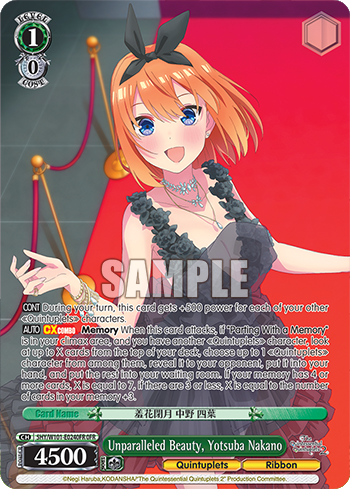 LEVEL
1
0
COST
SAMPLE
CONT During your turn, this card gets +500 power for each of your other
<Quintuplets> characters.
AUTO CX COMBO Memory When this card attacks, if "Parting With a Memory"
is in your climax area, and you have another <Quintuplets> character, look
at up to X cards from the top of your deck, choose up to 1 <Quintuplets>
character from among them, reveal it to your opponent, put it into your
hand, and put the rest into your waiting room. If your memory has 4 or
more cards, X is equal to 7, if there are 3 or less, X is equal to the number
of cards in your memory +3.
Card Name 羞花閉月 中野 四葉
CH
Unparalleled Beauty, Yotsuba Nakano
POWER 4500 Quintuplets Ribbon
©Negi Haruba,KODANSHA/"The Quintessential Quintuplets 2" Production Committee.